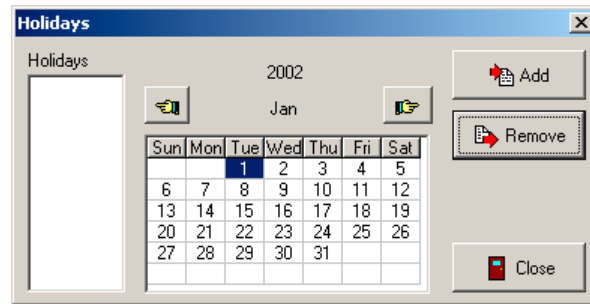 Holidays
Holidays
2002
Jan
Add
Remove
Sun Mon Tue Wed Thu Fri Sat
1 2 3 4 5
6 7 8 9 10 11 12
13 14 15 16 17 18 19
20 21 22 23 24 25 26
27 28 29 30 31
Close